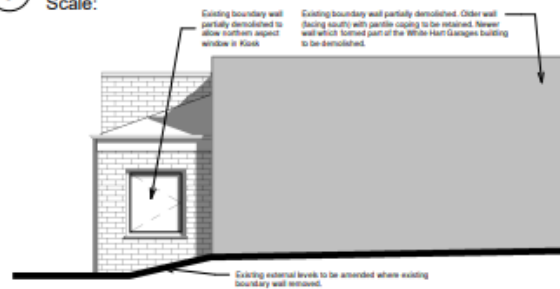 Scale:
Existing boundary wall
partially demolished to
allow northern aspect
window in Kiosk
Existing boundary wall partially demolished. Older wall
(facing south) with pantile coping to be retained. Newer
wall which formed part of the White Hart Garages building
to be demolished.
Existing external levels to be amended where existing
boundary wall removed.